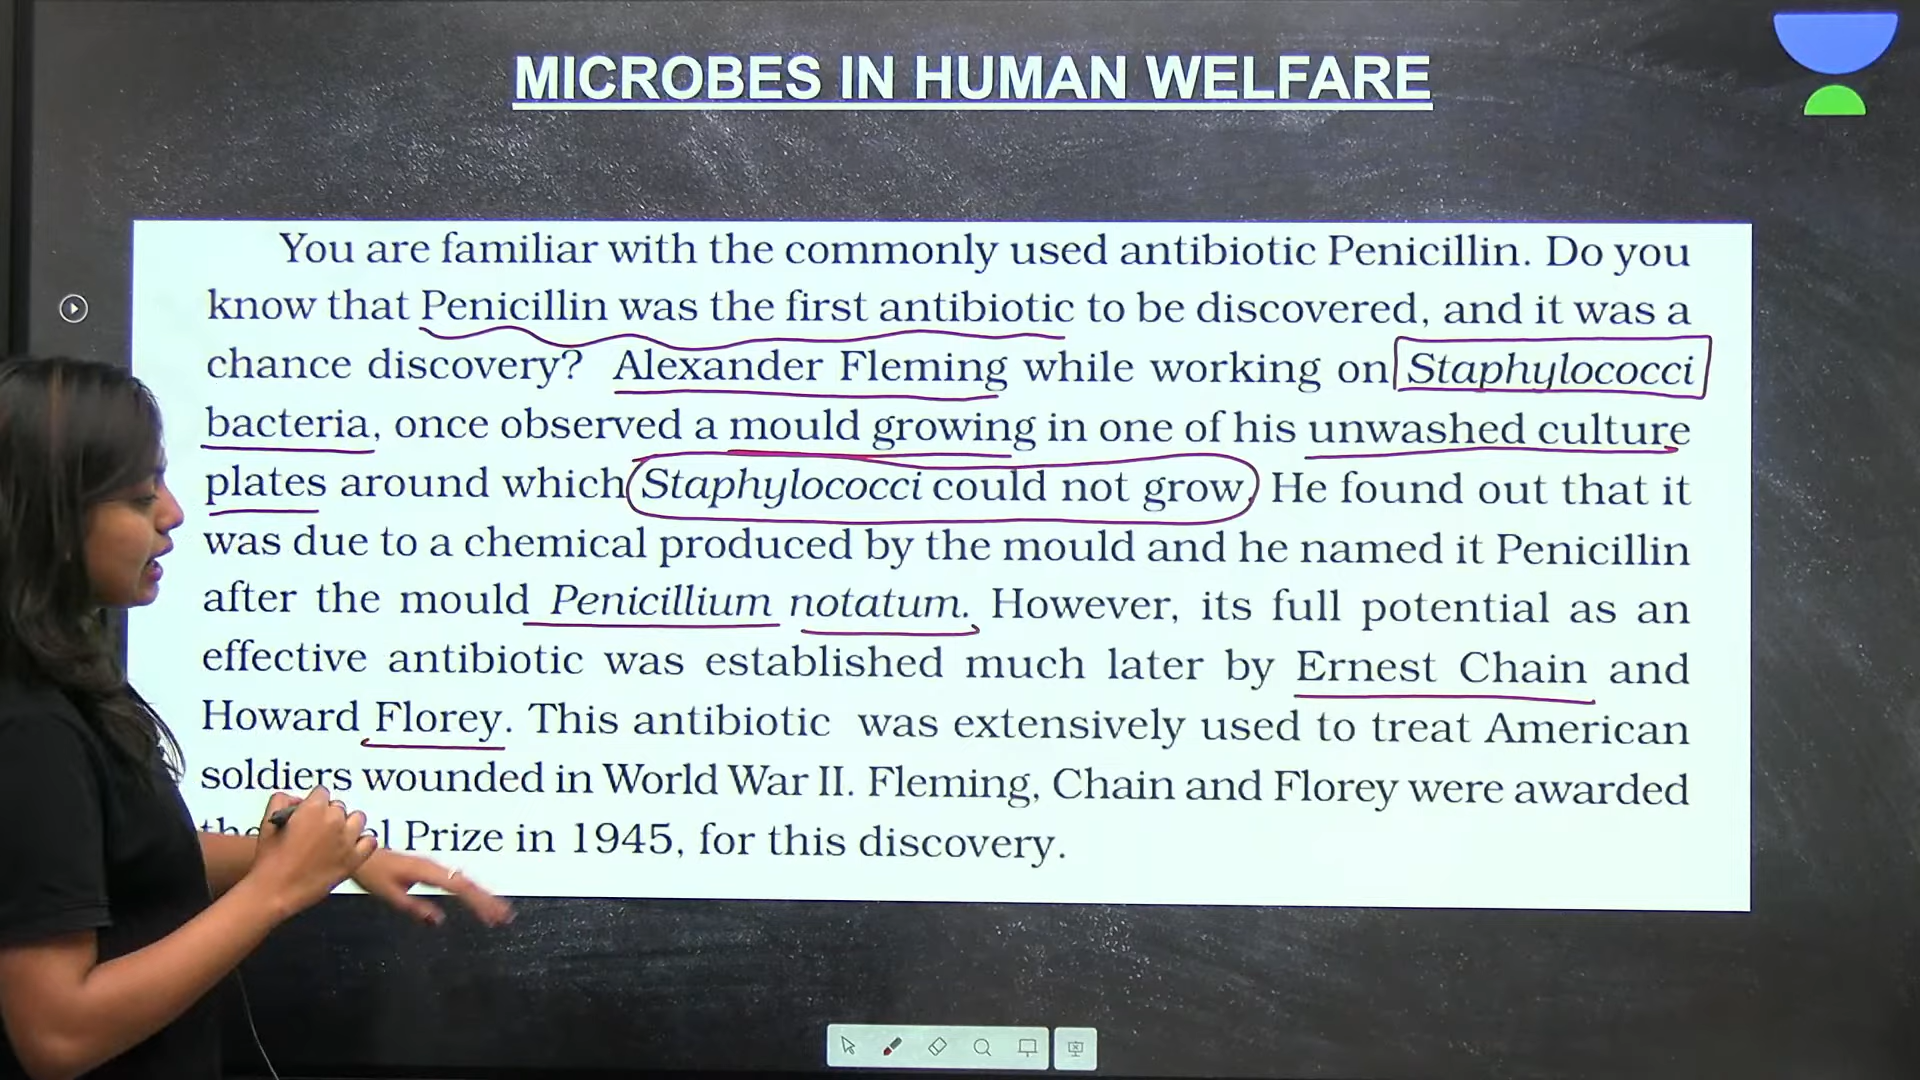 MICROBES IN HUMAN WELFARE
You are familiar with the commonly used antibiotic Penicillin. Do you
know that Penicillin was the first antibiotic to be discovered, and it was a
chance discovery? Alexander Fleming while working on Staphylococci
bacteria, once observed a mould growing in one of his unwashed culture
plates around which Staphylococci could not grow. He found out that it
was due to a chemical produced by the mould and he named it Penicillin
after the mould Penicillium notatum. However, its full potential as an
effective antibiotic was established much later by Ernest Chain and
Howard Florey. This antibiotic was extensively used to treat American
soldiers wounded in World War II. Fleming, Chain and Florey were awarded
the Prize in 1945, for this discovery.